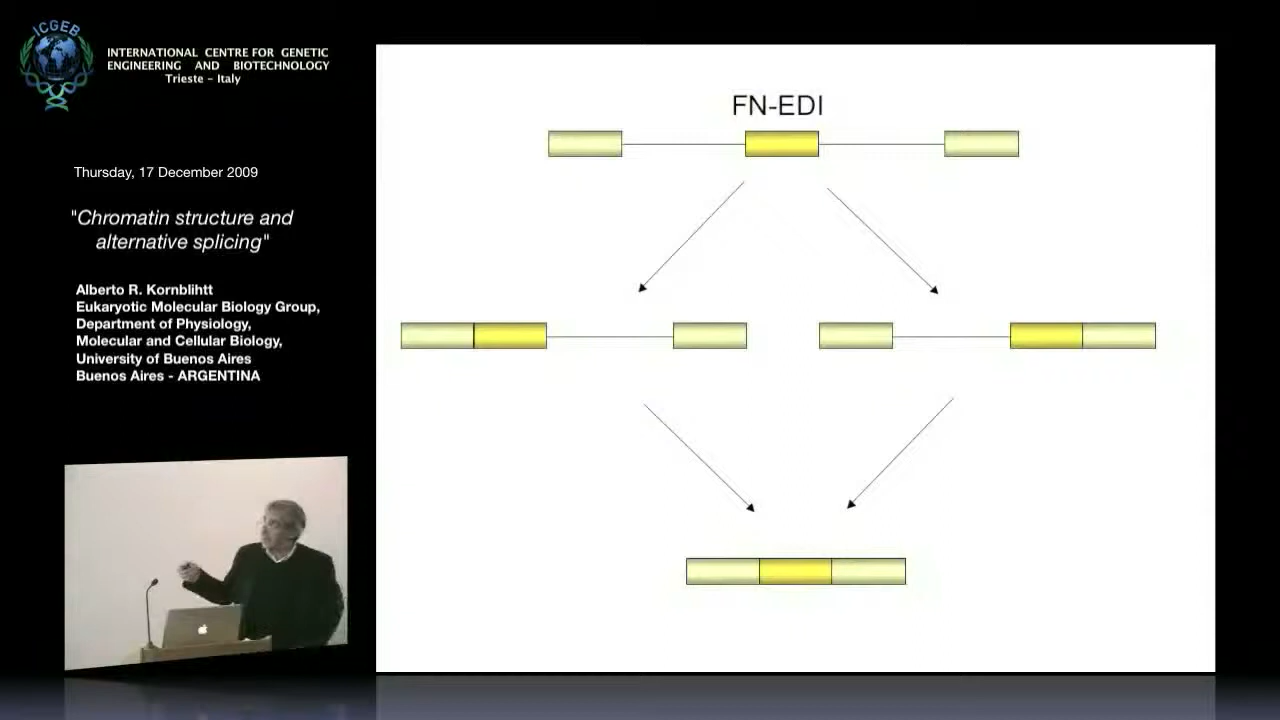 ICGEB
INTERNATIONAL CENTRE FOR GENETIC
ENGINEERING AND BIOTECHNOLOGY
Trieste - Italy
Thursday, 17 December 2009
"Chromatin structure and
alternative splicing"
Alberto R. Kornblihtt
Eukaryotic Molecular Biology Group,
Department of Physiology,
Molecular and Cellular Biology,
University of Buenos Aires
Buenos Aires - ARGENTINA
FN-EDI